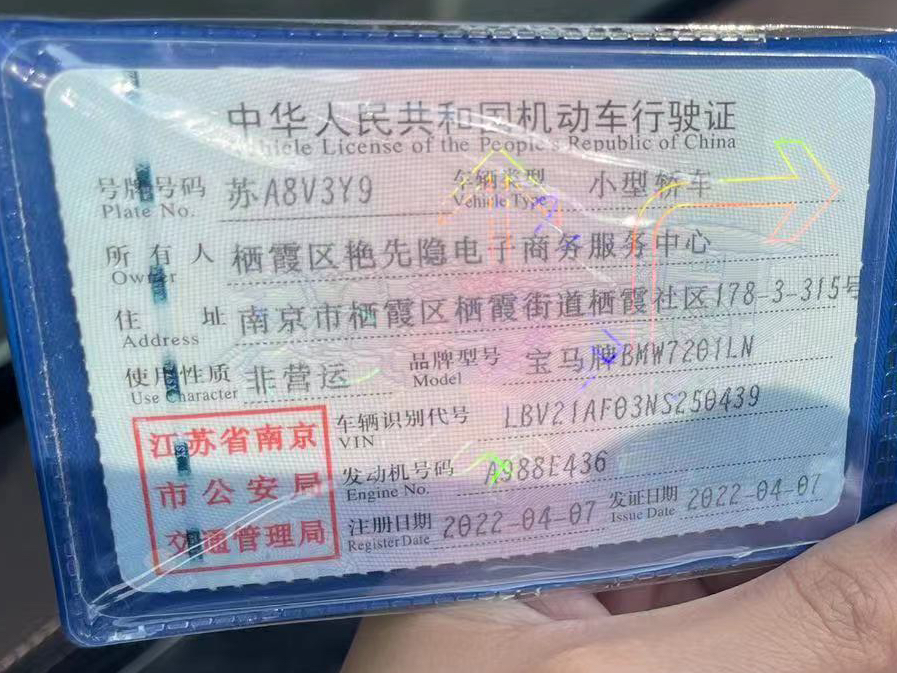 中华人民共和国机动车行驶证
Vehicle License of the People's Republic of China
号牌号码 苏A8V3Y9 车辆类型 小型轿车
Plate No. Vehicle Type
所有人 栖霞区艳先隐电子商务服务中心
Owner
住址 南京市栖霞区栖霞街道栖霞社区178-3-315号
Address
使用性质 非营运 品牌型号 宝马牌BMW7201LN
Use Character Model
江苏省南京
市公安局
交通管理局
车辆识别代号 LBV21AF03NS250439
VIN
发动机号码 A988E436
Engine No.
注册日期 2022-04-07 发证日期 2022-04-07
Register Date Issue Date